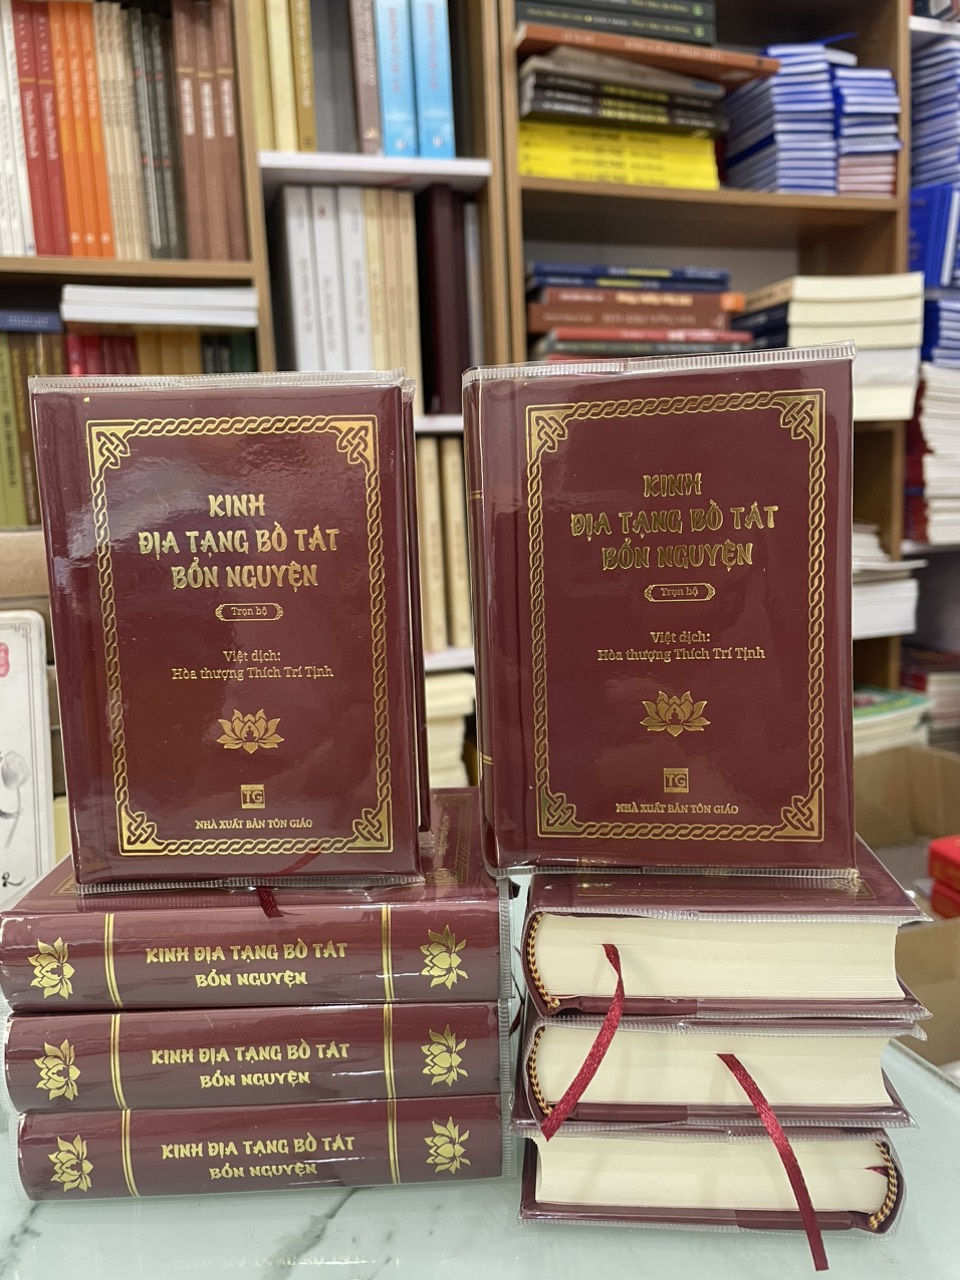 KINH
ĐỊA TẠNG BỒ TÁT
BỔN NGUYỆN
Trọn bộ
Việt dịch:
Hòa thượng Thích Trí Tịnh
TG
NHÀ XUẤT BẢN TÔN GIÁO
KINH
ĐỊA TẠNG BỒ TÁT
BỔN NGUYỆN
Trọn bộ
Việt dịch:
Hòa thượng Thích Trí Tịnh
TG
NHÀ XUẤT BẢN TÔN GIÁO
KINH ĐỊA TẠNG BỒ TÁT
BỔN NGUYỆN
KINH ĐỊA TẠNG BỒ TÁT
BỔN NGUYỆN
KINH ĐỊA TẠNG BỒ TÁT
BỔN NGUYỆN